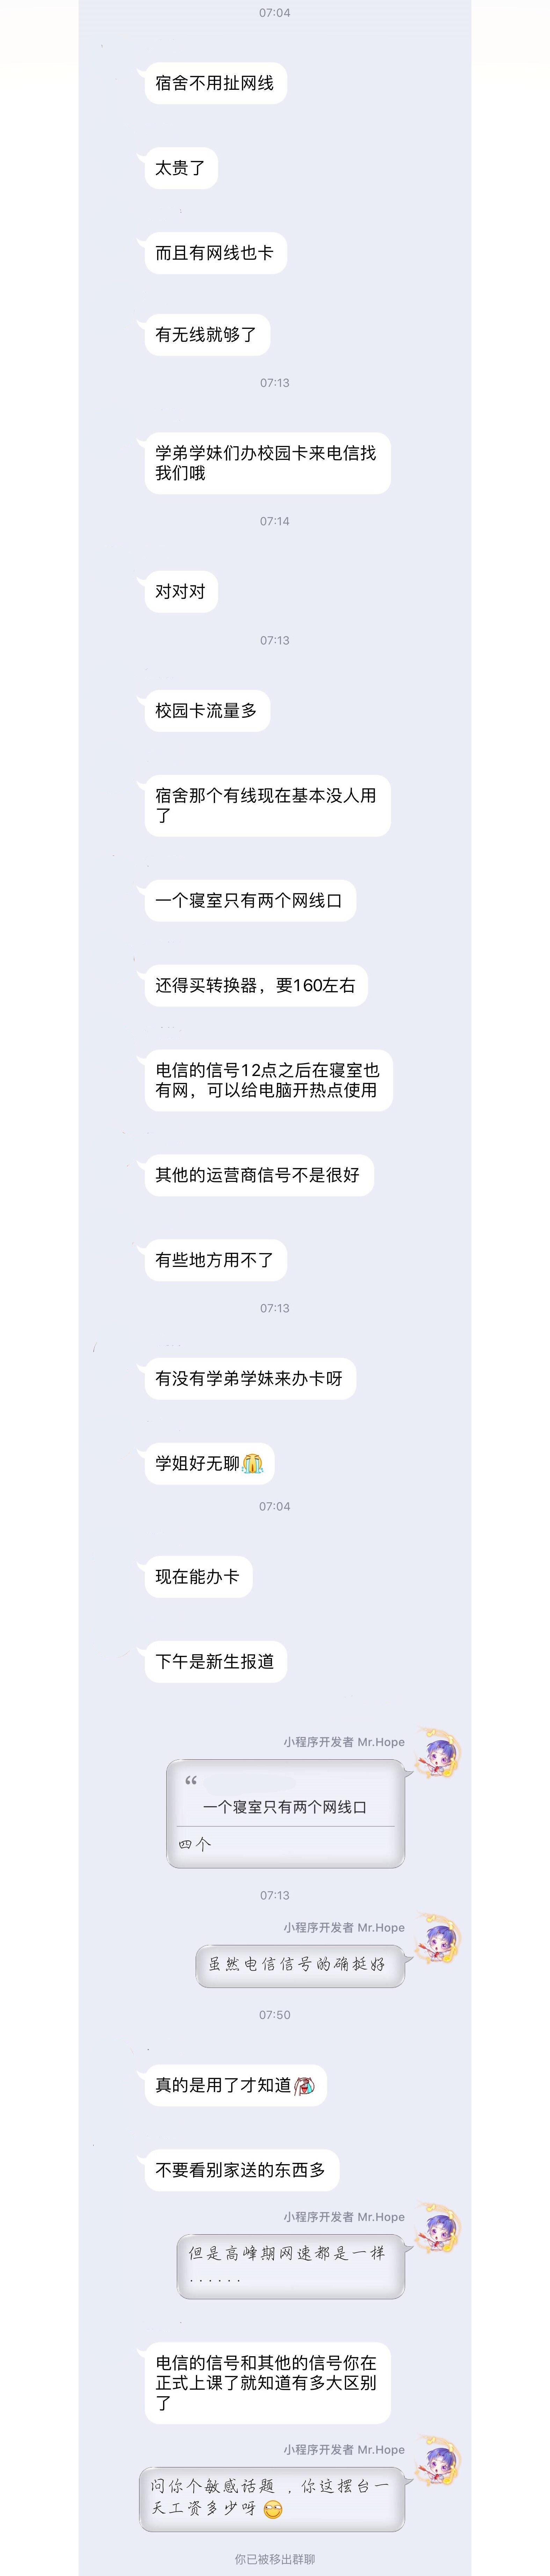 07:04
宿舍不用扯网线
太贵了
而且有网线也卡
有无线就够了
07:13
学弟学妹们办校园卡来电信找
我们哦
07:14
对对对
07:13
校园卡流量多
宿舍那个有线现在基本没人用
了
一个寝室只有两个网线口
还得买转换器，要160左右
电信的信号12点之后在寝室也
有网，可以给电脑开热点使用
其他的运营商信号不是很好
有些地方用不了
07:13
有没有学弟学妹来办卡呀
学姐好无聊😭
07:04
现在能办卡
下午是新生报道
小程序开发者 Mr.Hope
“
一个寝室只有两个网线口
四个
07:13
小程序开发者 Mr.Hope
虽然电信信号的确挺好
07:50
真的是用了才知道
不要看别家送的东西多
小程序开发者 Mr.Hope
但是高峰期网速都是一样
......
电信的信号和其他的信号你在
正式上课了就知道有多大区别
了
小程序开发者 Mr.Hope
问你个敏感话题，你这摆台一
天工资多少呀
你已被移出群聊